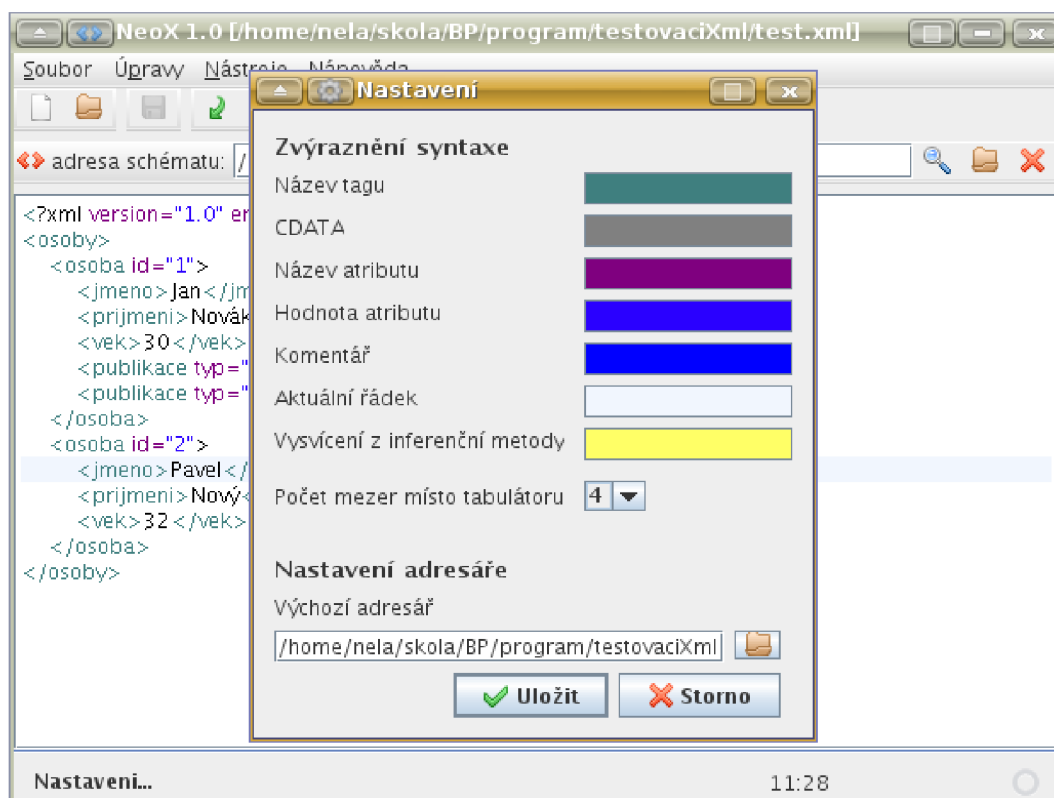 NeoX 1.0 [/home/nela/skola/BP/program/testovaciXml/test.xml]
Soubor Úpravy Nástroje Nápověda
Nastavení
adresa schématu: /
Zvýraznění syntaxe
Název tagu
CDATA
Název atributu
Hodnota atributu
Komentář
Aktuální řádek
Vysvícení z inferenční metody
Počet mezer místo tabulátoru 4
Nastavení adresáře
Výchozí adresář
/home/nela/skola/BP/program/testovaciXml
Uložit Storno
<?xml version="1.0" en
<osoby>
<osoba id="1">
<jmeno>Jan</jm
<prijmeni>Novák
<vek>30</vek>
<publikace typ="
<publikace typ="
</osoba>
<osoba id="2">
<jmeno>Pavel</
<prijmeni>Nový<
<vek>32</vek>
</osoba>
</osoby>
Nastaveni... 11:28